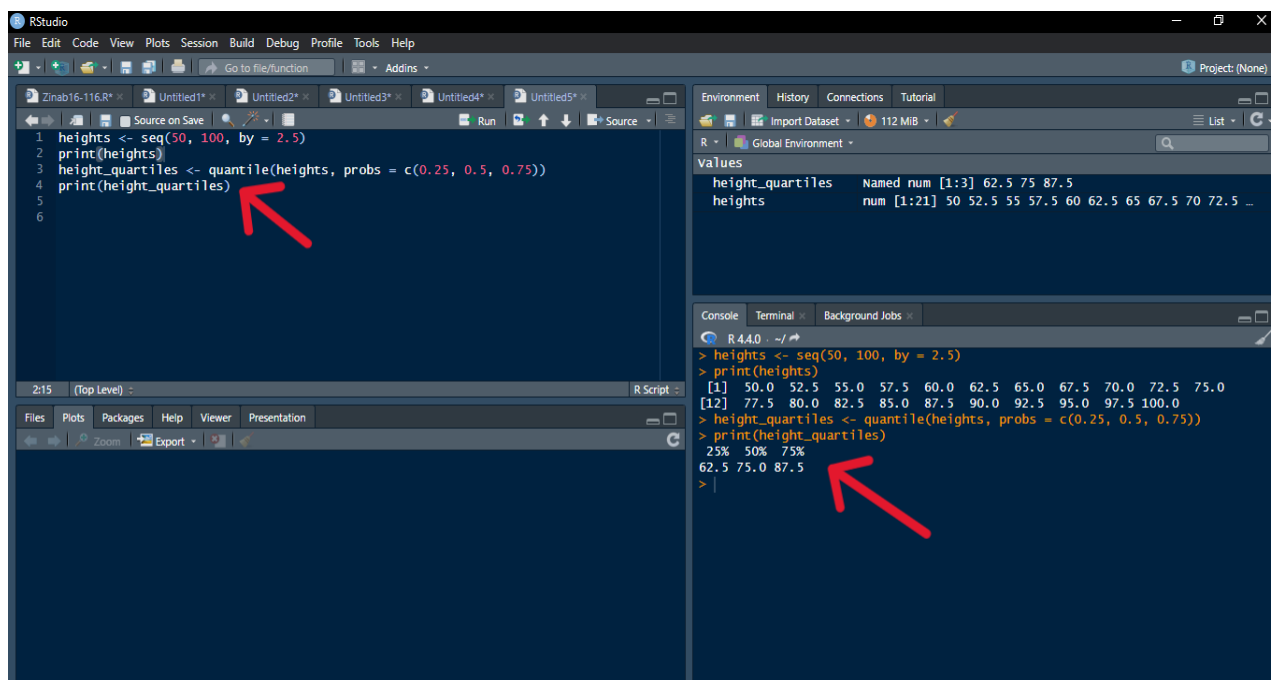 RStudio
File Edit Code View Plots Session Build Debug Profile Tools Help
Go to file/function Addins Project: (None)
Zinab16-116.R* Untitled1* Untitled2* Untitled3* Untitled4* Untitled5*
Source on Save Run Source
1 heights <- seq(50, 100, by = 2.5)
2 print(heights)
3 height_quartiles <- quantile(heights, probs = c(0.25, 0.5, 0.75))
4 print(height_quartiles)
5
6
2:15 (Top Level) R Script
Files Plots Packages Help Viewer Presentation
Zoom Export
Environment History Connections Tutorial
Import Dataset 112 MiB List
R Global Environment
Values
height_quartiles Named num [1:3] 62.5 75 87.5
heights num [1:21] 50 52.5 55 57.5 60 62.5 65 67.5 70 72.5 …
Console Terminal Background Jobs
R 4.4.0 · ~/
> heights <- seq(50, 100, by = 2.5)
> print(heights)
[1] 50.0 52.5 55.0 57.5 60.0 62.5 65.0 67.5 70.0 72.5 75.0
[12] 77.5 80.0 82.5 85.0 87.5 90.0 92.5 95.0 97.5 100.0
> height_quartiles <- quantile(heights, probs = c(0.25, 0.5, 0.75))
> print(height_quartiles)
25% 50% 75%
62.5 75.0 87.5
>